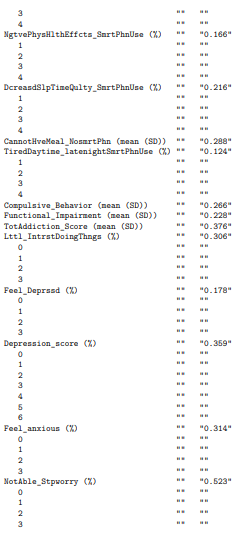 3 "" ""
4 "" ""
NgtvePhysHlthEffcts_SmrtPhnUse (%) "" "0.166"
1 "" ""
2 "" ""
3 "" ""
4 "" ""
DcreasdSlpTimeQulty_SmrtPhnUse (%) "" "0.216"
1 "" ""
2 "" ""
3 "" ""
4 "" ""
CannotHveMeal_NosmrtPhn (mean (SD)) "" "0.288"
TiredDaytime_latenightSmrtPhnUse (%) "" "0.124"
1 "" ""
2 "" ""
3 "" ""
4 "" ""
Compulsive_Behavior (mean (SD)) "" "0.266"
Functional_Impairment (mean (SD)) "" "0.228"
TotAddiction_Score (mean (SD)) "" "0.376"
Lttl_IntrstDoingThngs (%) "" "0.306"
0 "" ""
1 "" ""
2 "" ""
3 "" ""
Feel_Deprssd (%) "" "0.178"
0 "" ""
1 "" ""
2 "" ""
3 "" ""
Depression_score (%) "" "0.359"
0 "" ""
1 "" ""
2 "" ""
3 "" ""
4 "" ""
5 "" ""
6 "" ""
Feel_anxious (%) "" "0.314"
0 "" ""
1 "" ""
2 "" ""
3 "" ""
NotAble_Stpworry (%) "" "0.523"
0 "" ""
1 "" ""
2 "" ""
3 "" ""